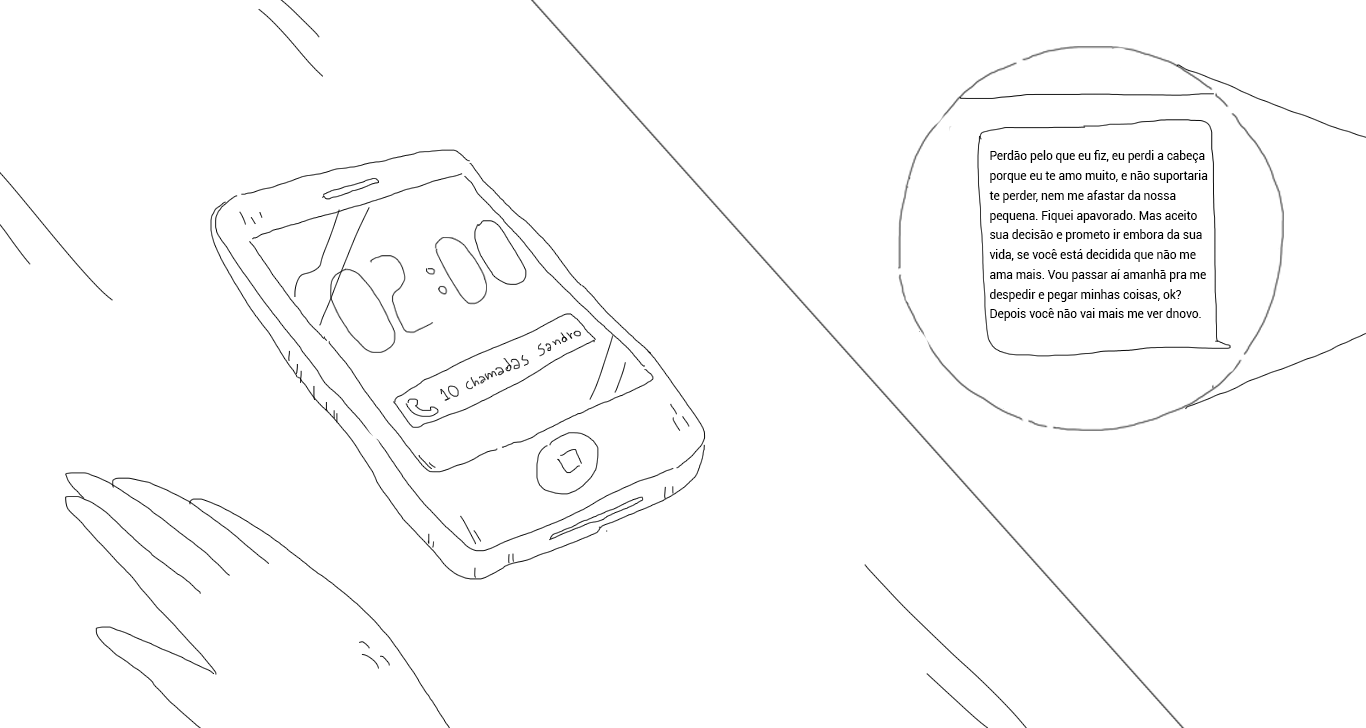 02:00
10 chamadas Sandro
Perdão pelo que eu fiz, eu perdi a cabeça
porque eu te amo muito, e não suportaria
te perder, nem me afastar da nossa
pequena. Fiquei apavorado. Mas aceito
sua decisão e prometo ir embora da sua
vida, se você está decidida que não me
ama mais. Vou passar aí amanhã pra me
despedir e pegar minhas coisas, ok?
Depois você não vai mais me ver dnovo.